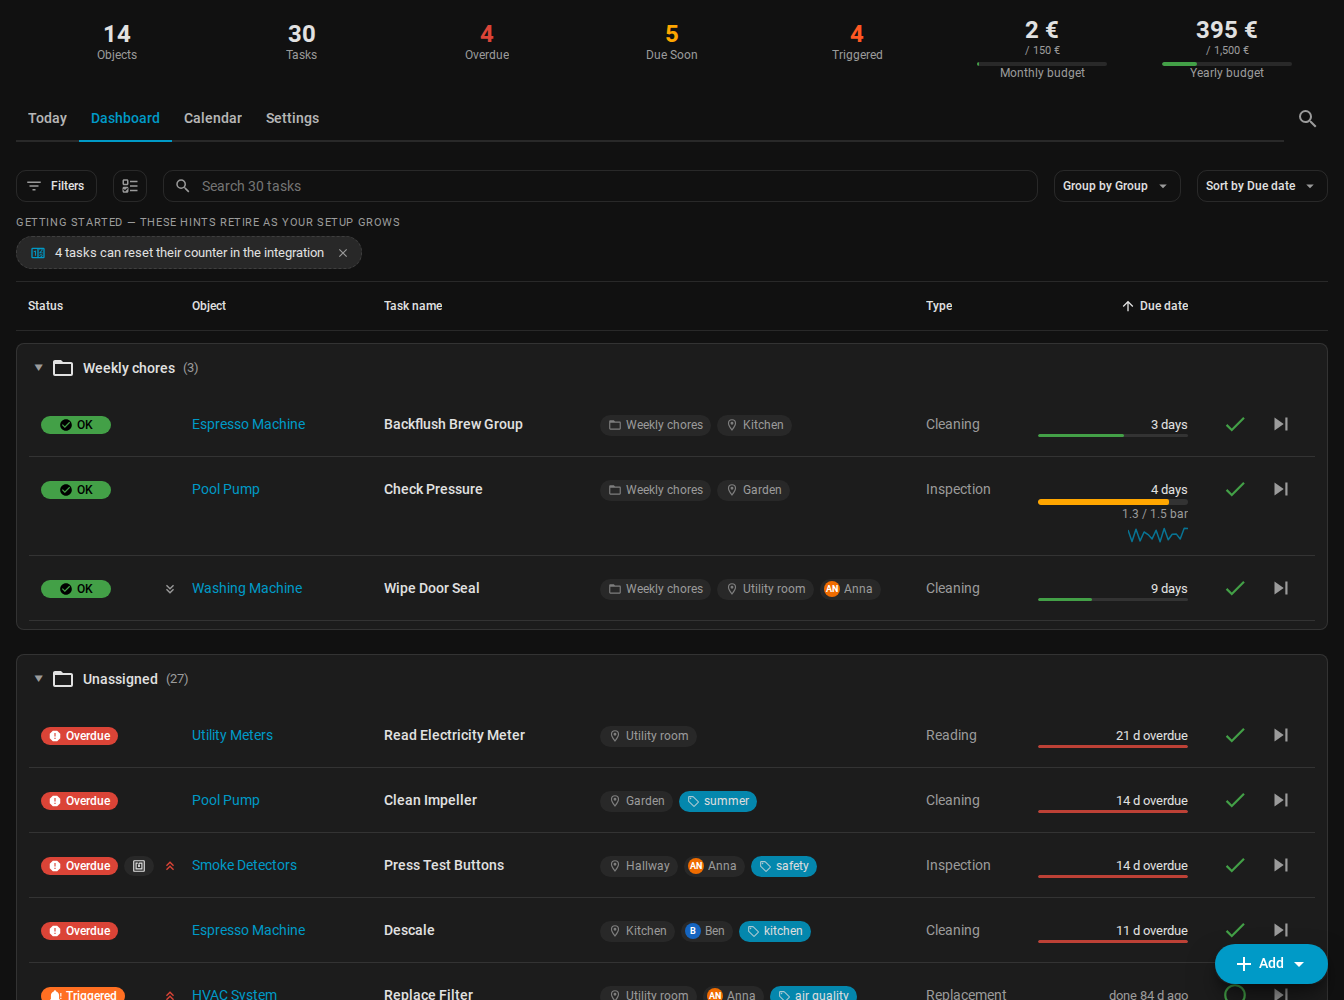 14 30 4 5 4 2 € 395 €
Objects Tasks Overdue Due Soon Triggered / 150 € / 1,500 €
Monthly budget Yearly budget
Today Dashboard Calendar Settings
Filters Search 30 tasks Group by Group Sort by Due date
GETTING STARTED — THESE HINTS RETIRE AS YOUR SETUP GROWS
4 tasks can reset their counter in the integration
Status Object Task name Type Due date
Weekly chores (3)
OK Espresso Machine Backflush Brew Group Weekly chores Kitchen Cleaning 3 days
OK Pool Pump Check Pressure Weekly chores Garden Inspection 4 days
1.3 / 1.5 bar
OK Washing Machine Wipe Door Seal Weekly chores Utility room AN Anna Cleaning 9 days
Unassigned (27)
Overdue Utility Meters Read Electricity Meter Utility room Reading 21 d overdue
Overdue Pool Pump Clean Impeller Garden summer Cleaning 14 d overdue
Overdue Smoke Detectors Press Test Buttons Hallway AN Anna safety Inspection 14 d overdue
Overdue Espresso Machine Descale Kitchen B Ben kitchen Cleaning 11 d overdue
Add
Triggered HVAC System Replace Filter Utility room AN Anna air quality Replacement done 84 d ago